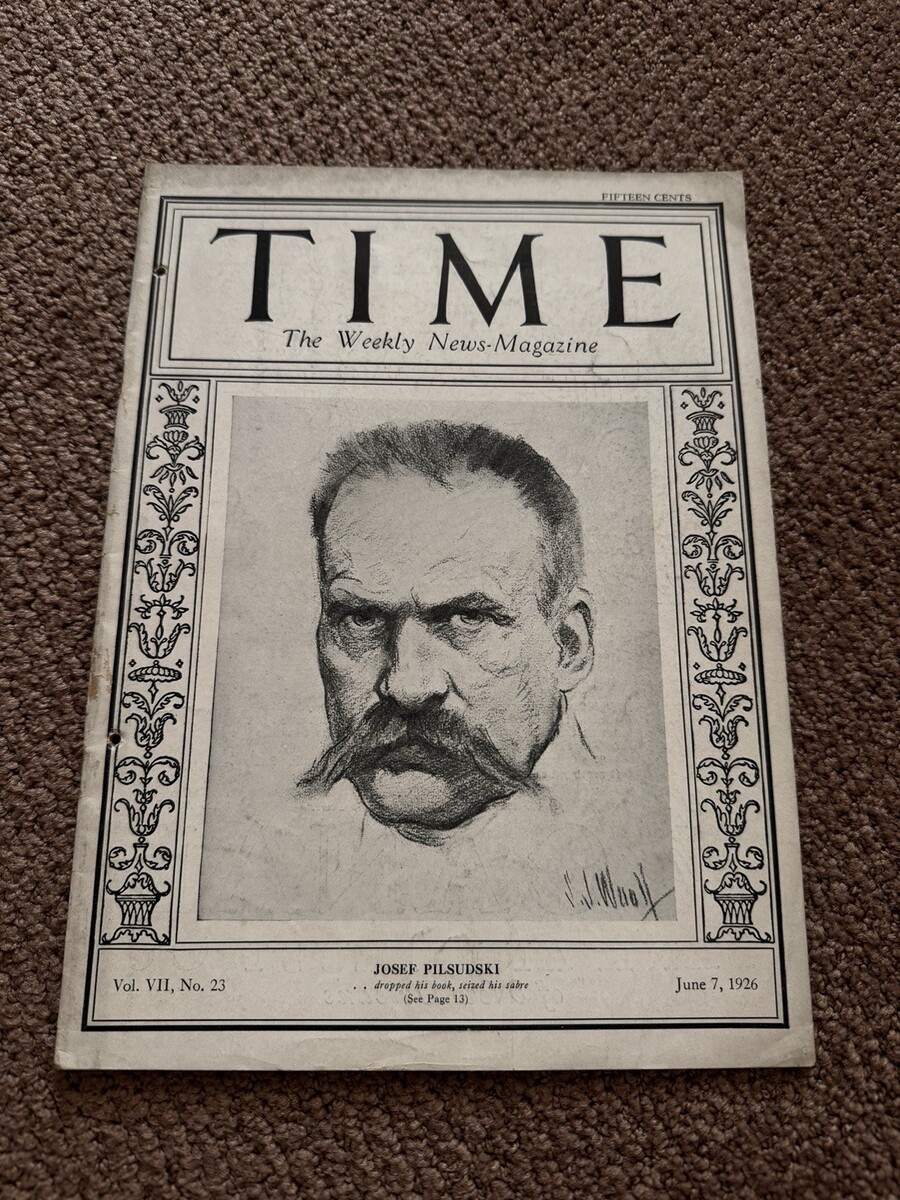 FIFTEEN CENTS
TIME
The Weekly News-Magazine
S. J. Woolf
JOSEF PILSUDSKI
Vol. VII, No. 23
. . dropped his book, seized his sabre
June 7, 1926
(See Page 13)